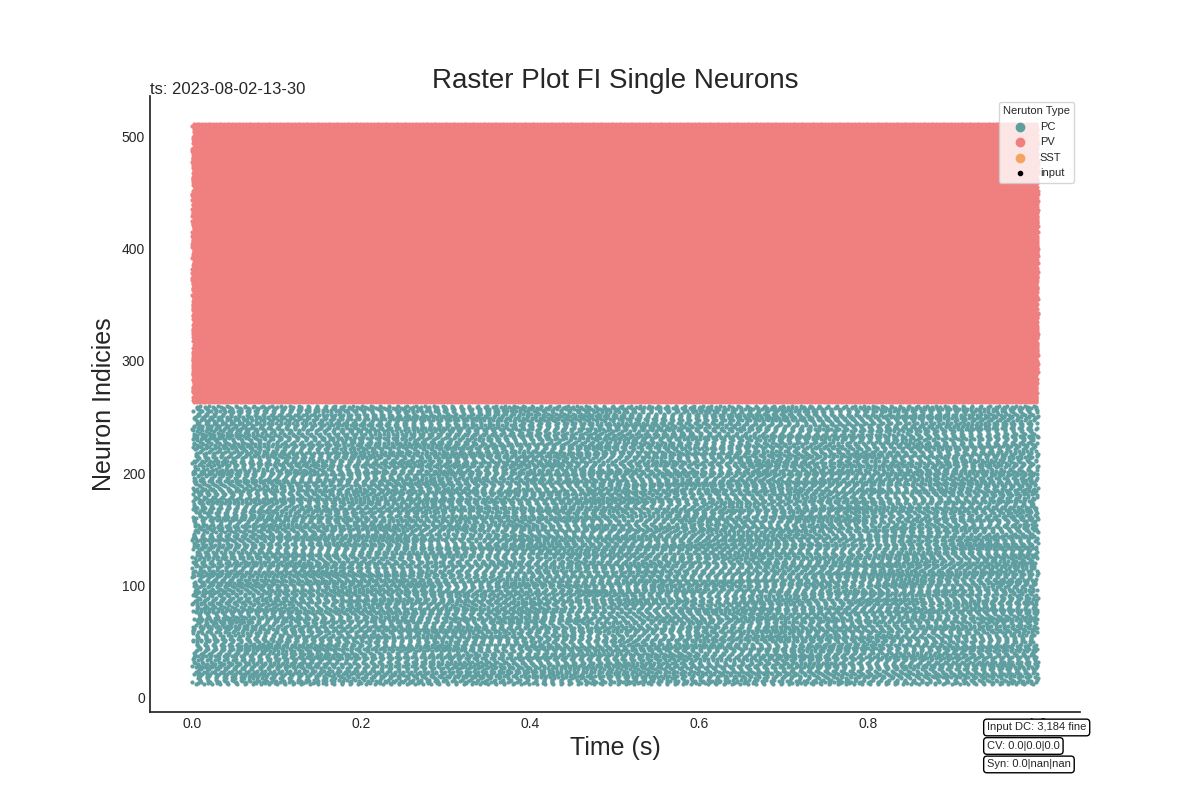 Raster Plot FI Single Neurons
ts: 2023-08-02-13-30
Neruton Type
PC
PV
SST
input
500
400
300
200
100
0
Neuron Indicies
0.0
0.2
0.4
0.6
0.8
Time (s)
Input DC: 3,184 fine
CV: 0.0|0.0|0.0
Syn: 0.0|nan|nan